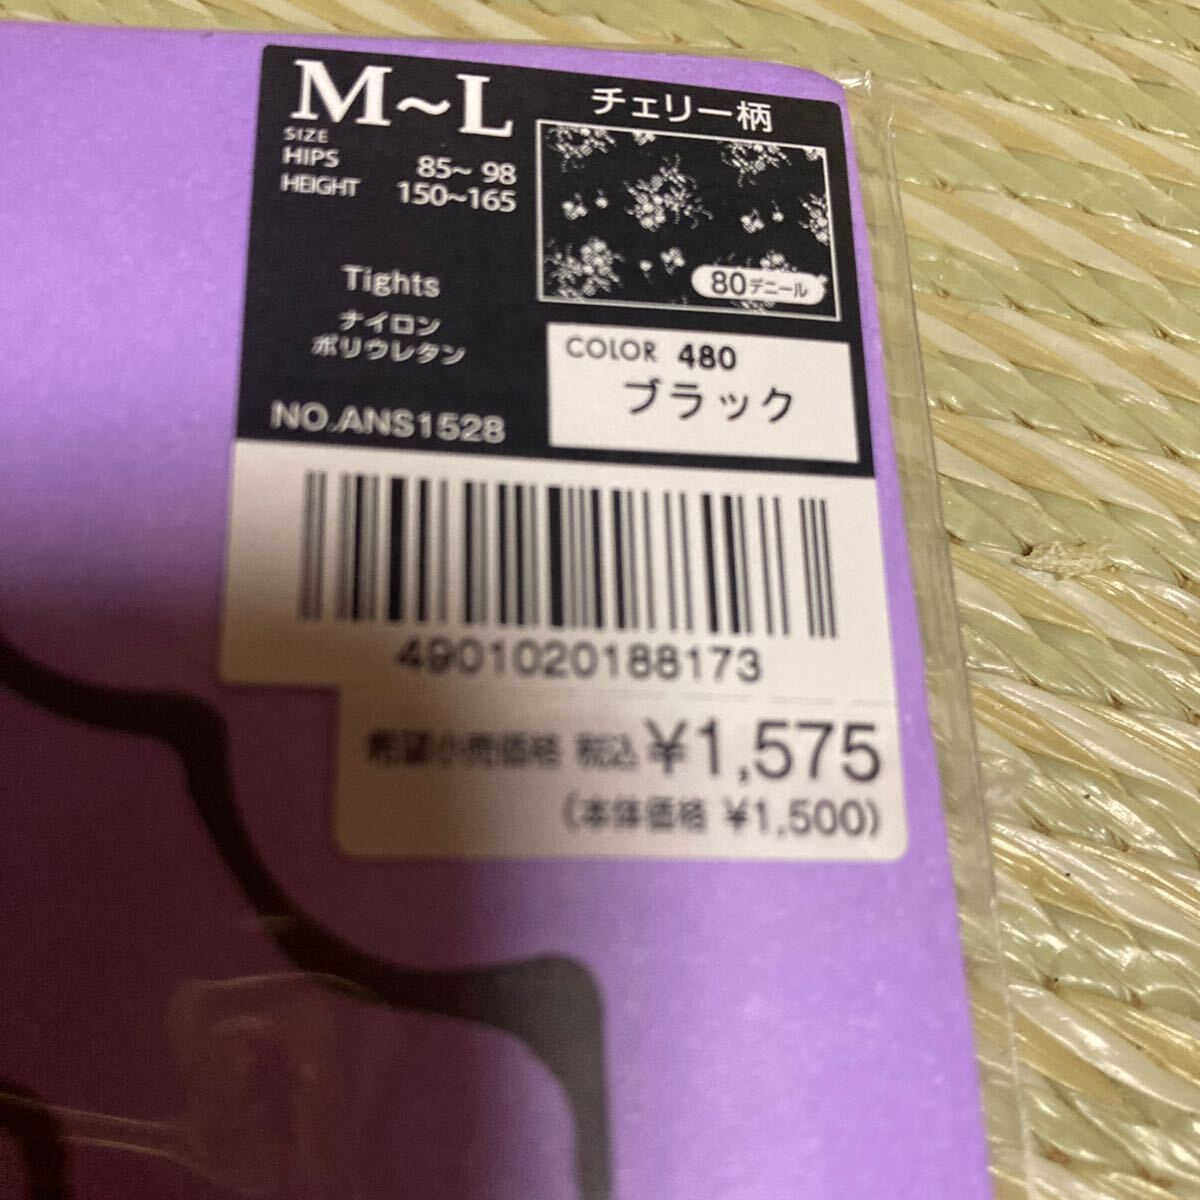 M~L
SIZE
HIPS 85~ 98
HEIGHT 150~165
Tights
ナイロン
ポリウレタン
NO.ANS1528
チェリー柄
80デニール
COLOR 480
ブラック
4901020188173
希望小売価格 税込 ¥1,575
(本体価格 ¥1,500)